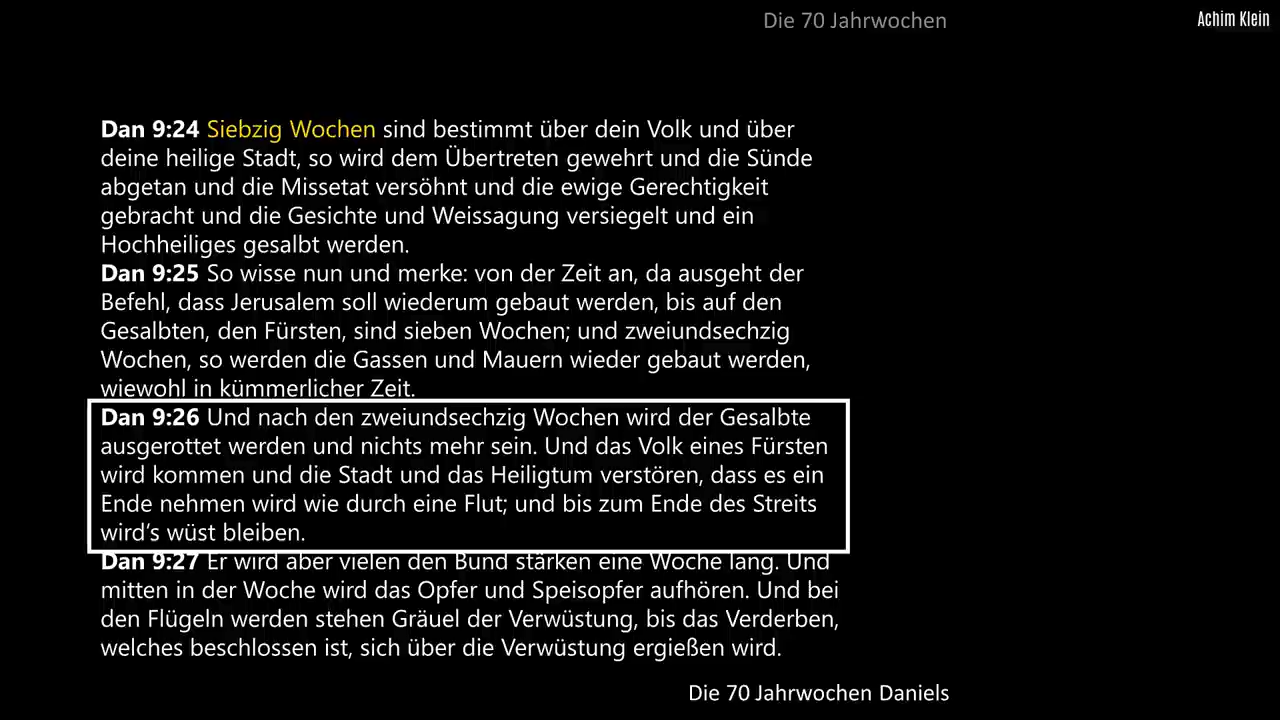 Die 70 Jahrwochen
Achim Klein
Dan 9:24 Siebzig Wochen sind bestimmt über dein Volk und über
deine heilige Stadt, so wird dem Übertreten gewehrt und die Sünde
abgetan und die Missetat versöhnt und die ewige Gerechtigkeit
gebracht und die Gesichte und Weissagung versiegelt und ein
Hochheiliges gesalbt werden.
Dan 9:25 So wisse nun und merke: von der Zeit an, da ausgeht der
Befehl, dass Jerusalem soll wiederum gebaut werden, bis auf den
Gesalbten, den Fürsten, sind sieben Wochen; und zweiundsechzig
Wochen, so werden die Gassen und Mauern wieder gebaut werden,
wiewohl in kümmerlicher Zeit.
Dan 9:26 Und nach den zweiundsechzig Wochen wird der Gesalbte
ausgerottet werden und nichts mehr sein. Und das Volk eines Fürsten
wird kommen und die Stadt und das Heiligtum verstören, dass es ein
Ende nehmen wird wie durch eine Flut; und bis zum Ende des Streits
wird's wüst bleiben.
Dan 9:27 Er wird aber vielen den Bund stärken eine Woche lang. Und
mitten in der Woche wird das Opfer und Speisopfer aufhören. Und bei
den Flügeln werden stehen Gräuel der Verwüstung, bis das Verderben,
welches beschlossen ist, sich über die Verwüstung ergießen wird.
Die 70 Jahrwochen Daniels